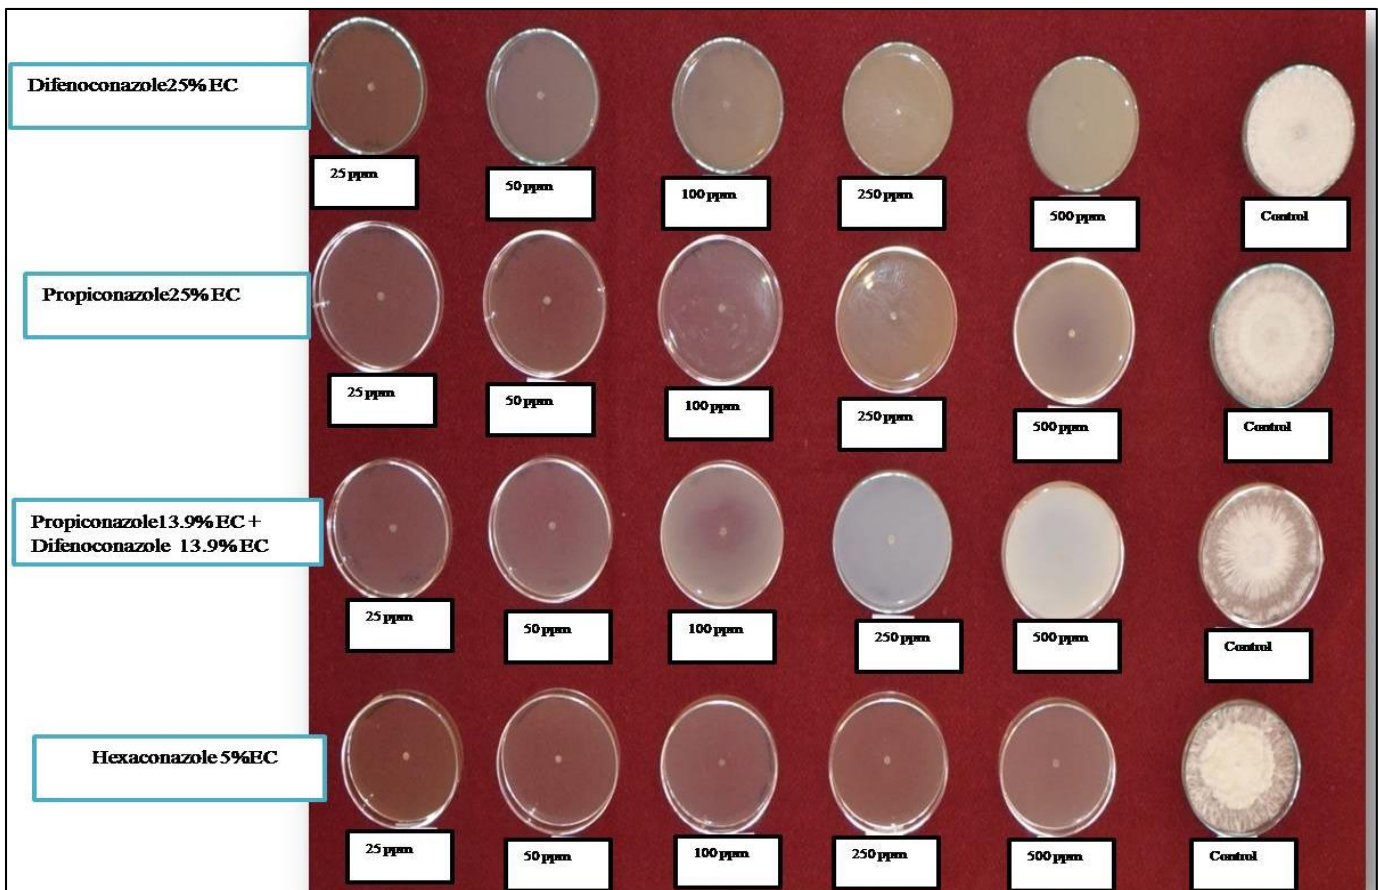 Difenoconazole25% EC
25 ppm
50 ppm
100 ppm
250 ppm
500 ppm
Control
Propiconazole25% EC
25 ppm
50 ppm
100 ppm
250 ppm
500 ppm
Control
Propiconazole13.9% EC +
Difenoconazole 13.9% EC
25 ppm
50 ppm
100 ppm
250 ppm
500 ppm
Control
Hexaconazole 5%EC
25 ppm
50 ppm
100 ppm
250 ppm
500 ppm
Control